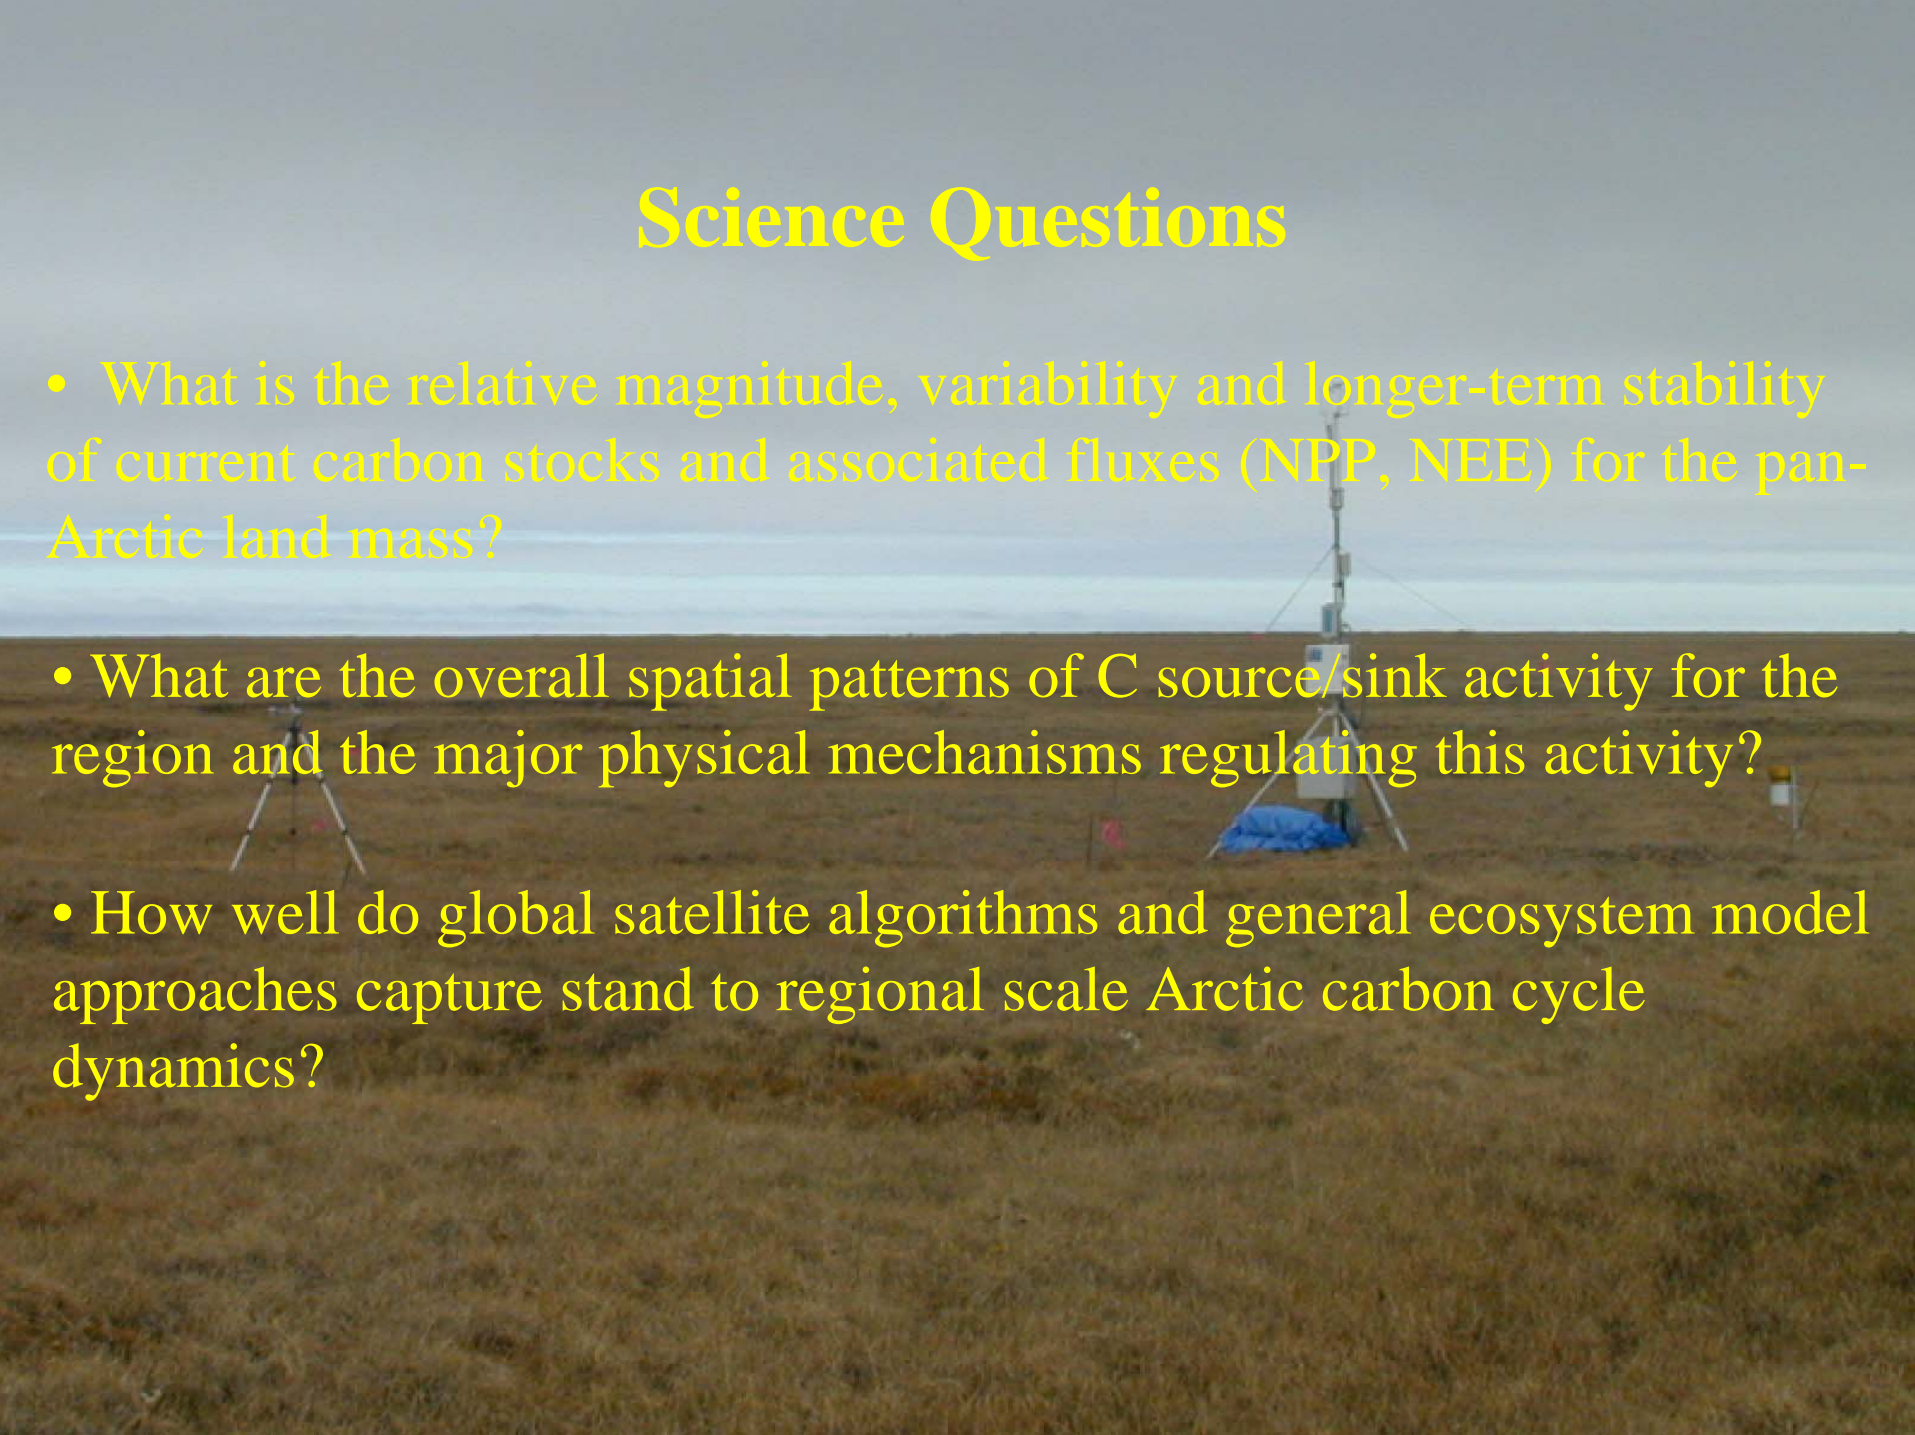 Science Questions
• What is the relative magnitude, variability and longer-term stability
of current carbon stocks and associated fluxes (NPP, NEE) for the pan-
Arctic land mass?
• What are the overall spatial patterns of C source/sink activity for the
region and the major physical mechanisms regulating this activity?
• How well do global satellite algorithms and general ecosystem model
approaches capture stand to regional scale Arctic carbon cycle
dynamics?